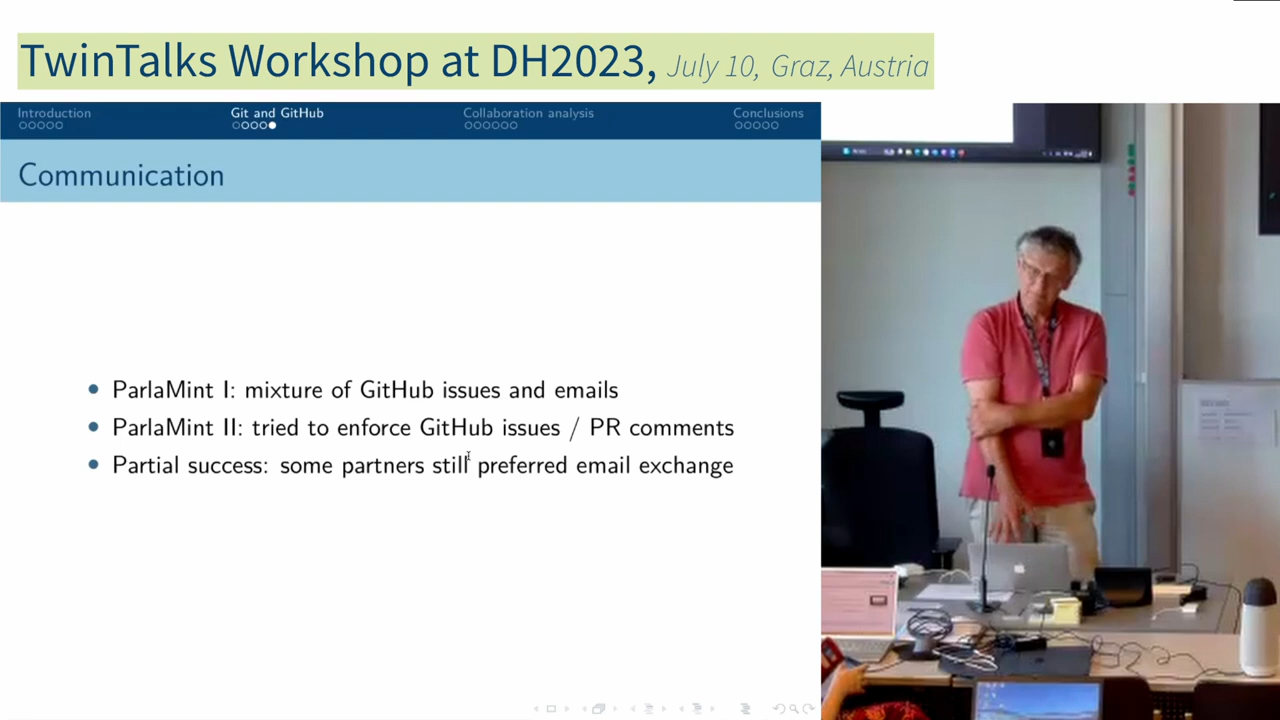 TwinTalks Workshop at DH2023, July 10, Graz, Austria
Introduction
Git and GitHub
Collaboration analysis
Conclusions
Communication
ParlaMint I: mixture of GitHub issues and emails
ParlaMint II: tried to enforce GitHub issues / PR comments
Partial success: some partners still preferred email exchange